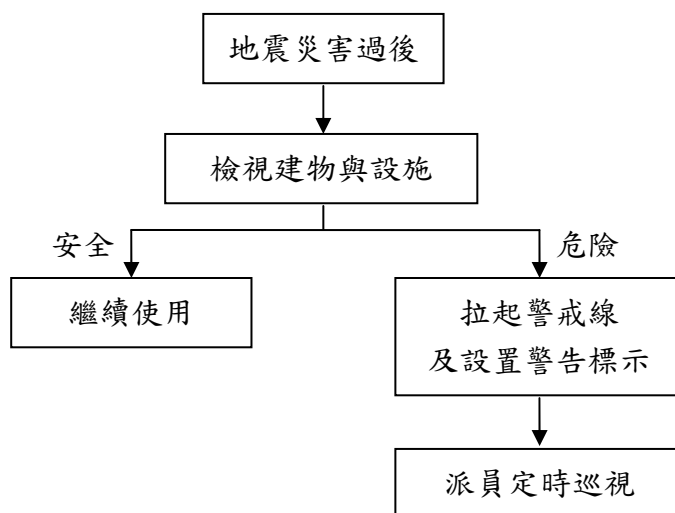 地震災害過後
檢視建物與設施
安全
危險
繼續使用
拉起警戒線
及設置警告標示
派員定時巡視